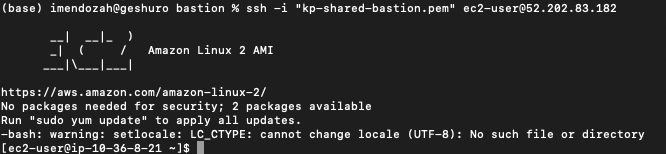 (base) imendozah@geshuro bastion % ssh -i "kp-shared-bastion.pem" ec2-user@52.202.83.182

       __|  __|_  )
       _|  (     /   Amazon Linux 2 AMI
      ___|\___|___|

https://aws.amazon.com/amazon-linux-2/
No packages needed for security; 2 packages available
Run "sudo yum update" to apply all updates.
-bash: warning: setlocale: LC_CTYPE: cannot change locale (UTF-8): No such file or directory
[ec2-user@ip-10-36-8-21 ~]$